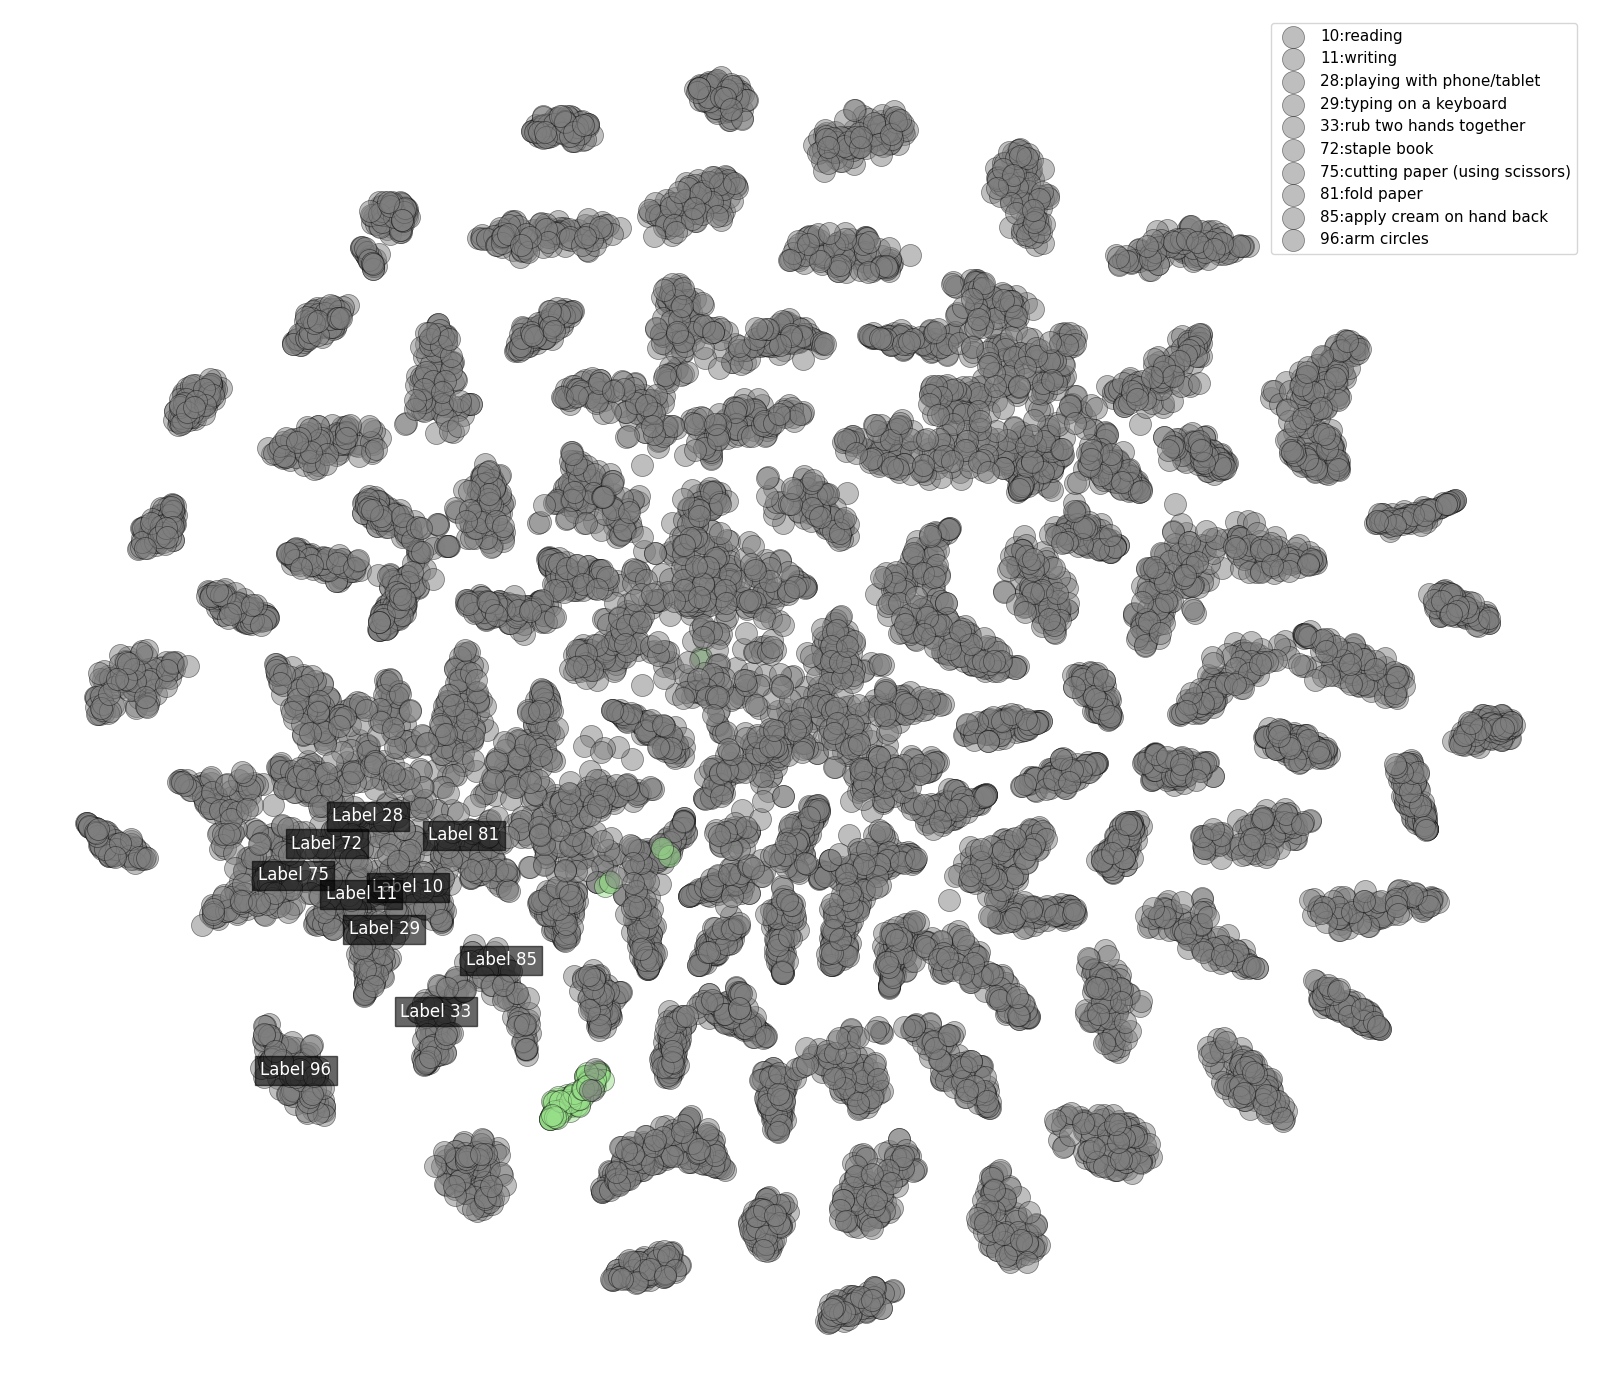 10:reading
11:writing
28:playing with phone/tablet
29:typing on a keyboard
33:rub two hands together
72:staple book
75:cutting paper (using scissors)
81:fold paper
85:apply cream on hand back
96:arm circles
Label 28
Label 81
Label 72
Label 75
Label 10
Label 11
Label 29
Label 85
Label 33
Label 96